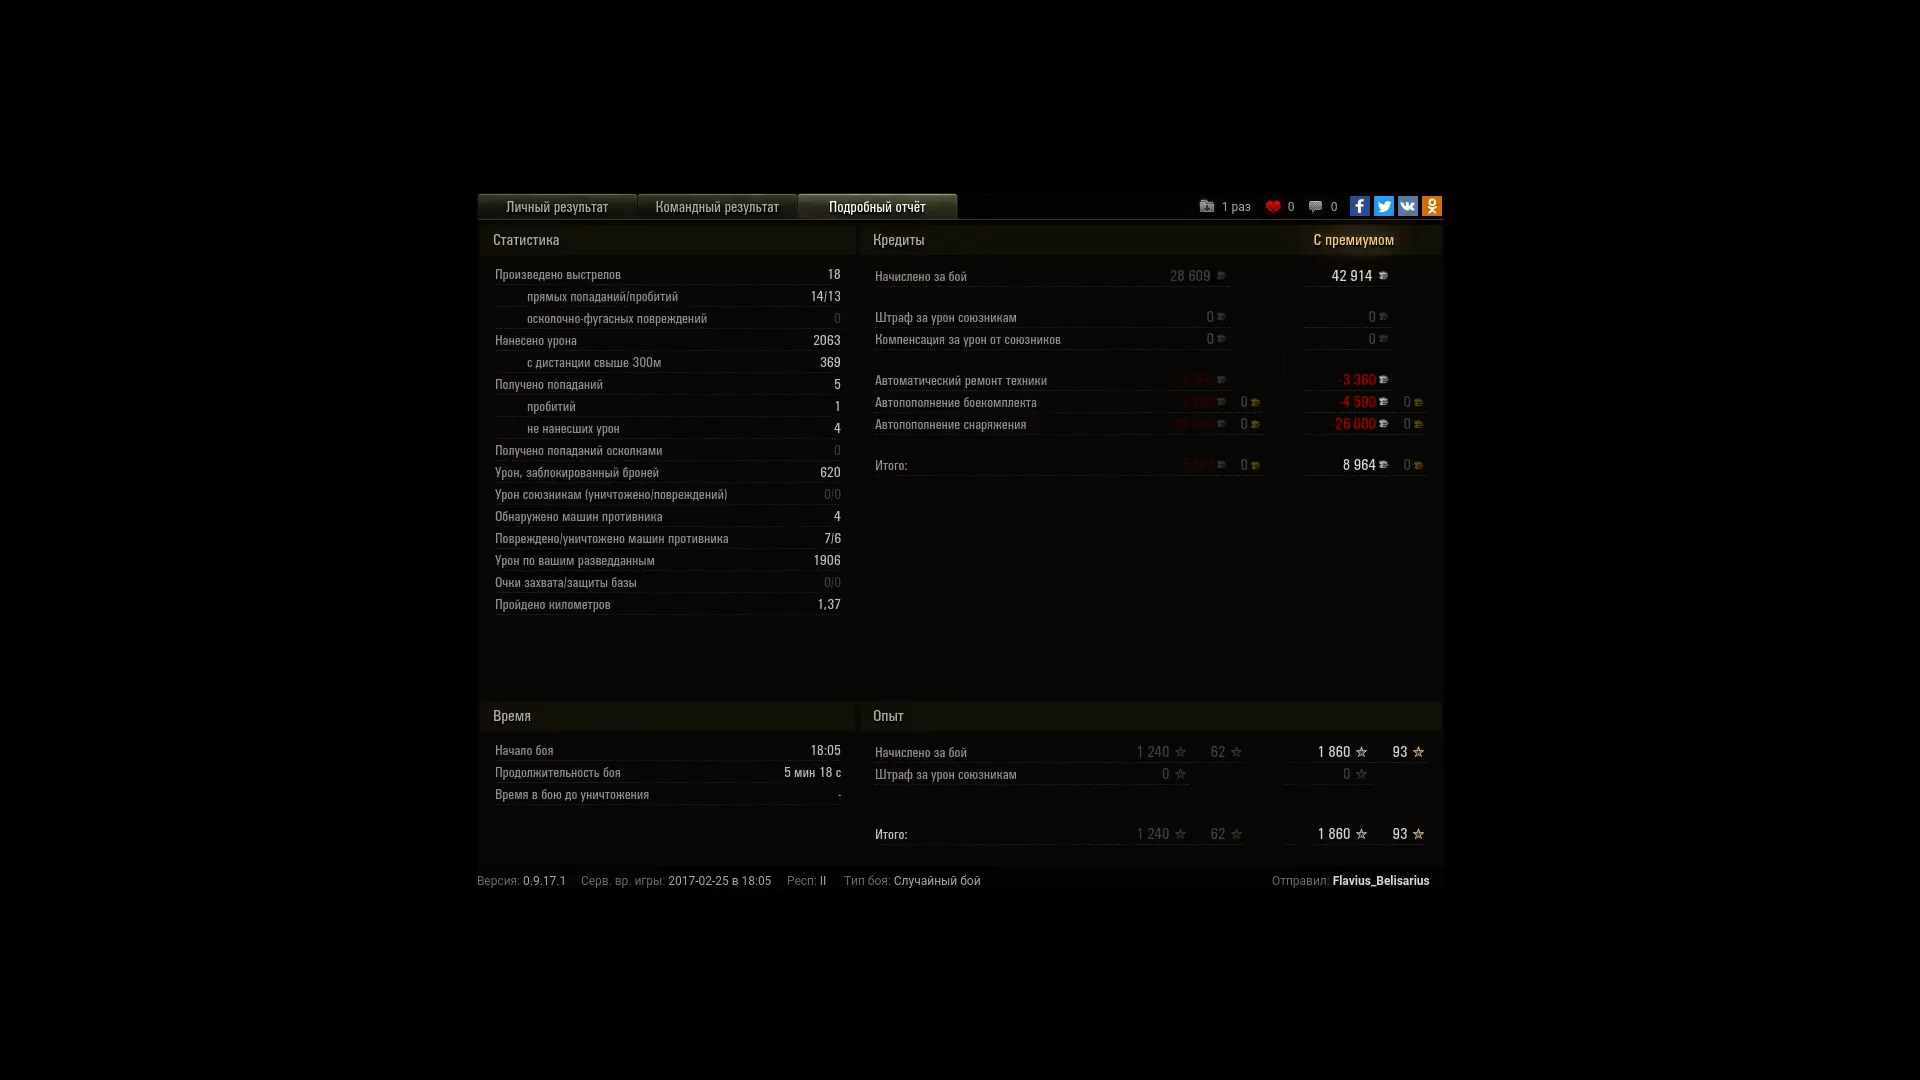 Личный результат Командный результат Подробный отчёт 1 раз 0 0
Статистика
Произведено выстрелов 18
прямых попаданий/пробитий 14/13
осколочно-фугасных повреждений 0
Нанесено урона 2063
с дистанции свыше 300м 369
Получено попаданий 5
пробитий 1
не нанесших урон 4
Получено попаданий осколками 0
Урон, заблокированный броней 620
Урон союзникам (уничтожено/повреждений) 0/0
Обнаружено машин противника 4
Повреждено/уничтожено машин противника 7/6
Урон по вашим разведданным 1906
Очки захвата/защиты базы 0/0
Пройдено километров 1,37
Кредиты С премиумом
Начислено за бой 28 609 42 914
Штраф за урон союзникам 0 0
Компенсация за урон от союзников 0 0
Автоматический ремонт техники -3 360
Автопополнение боекомплекта 0 -4 590 0
Автопополнение снаряжения 0 -26 000 0
Итого: 0 8 964 0
Время
Начало боя 18:05
Продолжительность боя 5 мин 18 с
Время в бою до уничтожения -
Опыт
Начислено за бой 1 240 62 1 860 93
Штраф за урон союзникам 0 0
Итого: 1 240 62 1 860 93
Версия: 0.9.17.1 Серв. вр. игры: 2017-02-25 в 18:05 Респ: II Тип боя: Случайный бой Отправил: Flavius_Belisarius